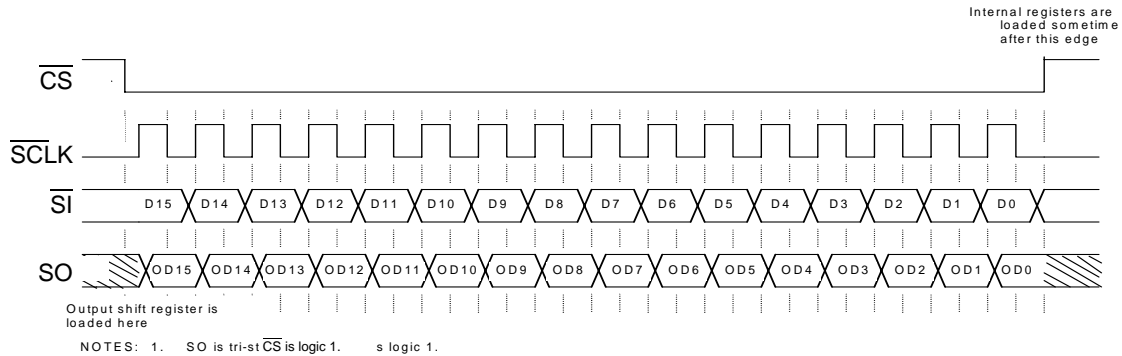 Internal registers are
loaded sometime
after this edge
CS
SCLK
SI
D15 D14 D13 D12 D11 D10 D9 D8 D7 D6 D5 D4 D3 D2 D1 D0
SO
OD15 OD14 OD13 OD12 OD11 OD10 OD9 OD8 OD7 OD6 OD5 OD4 OD3 OD2 OD1 OD0
Output shift register is
loaded here
NOTES: 1. SO is tri-st CS is logic 1. s logic 1.